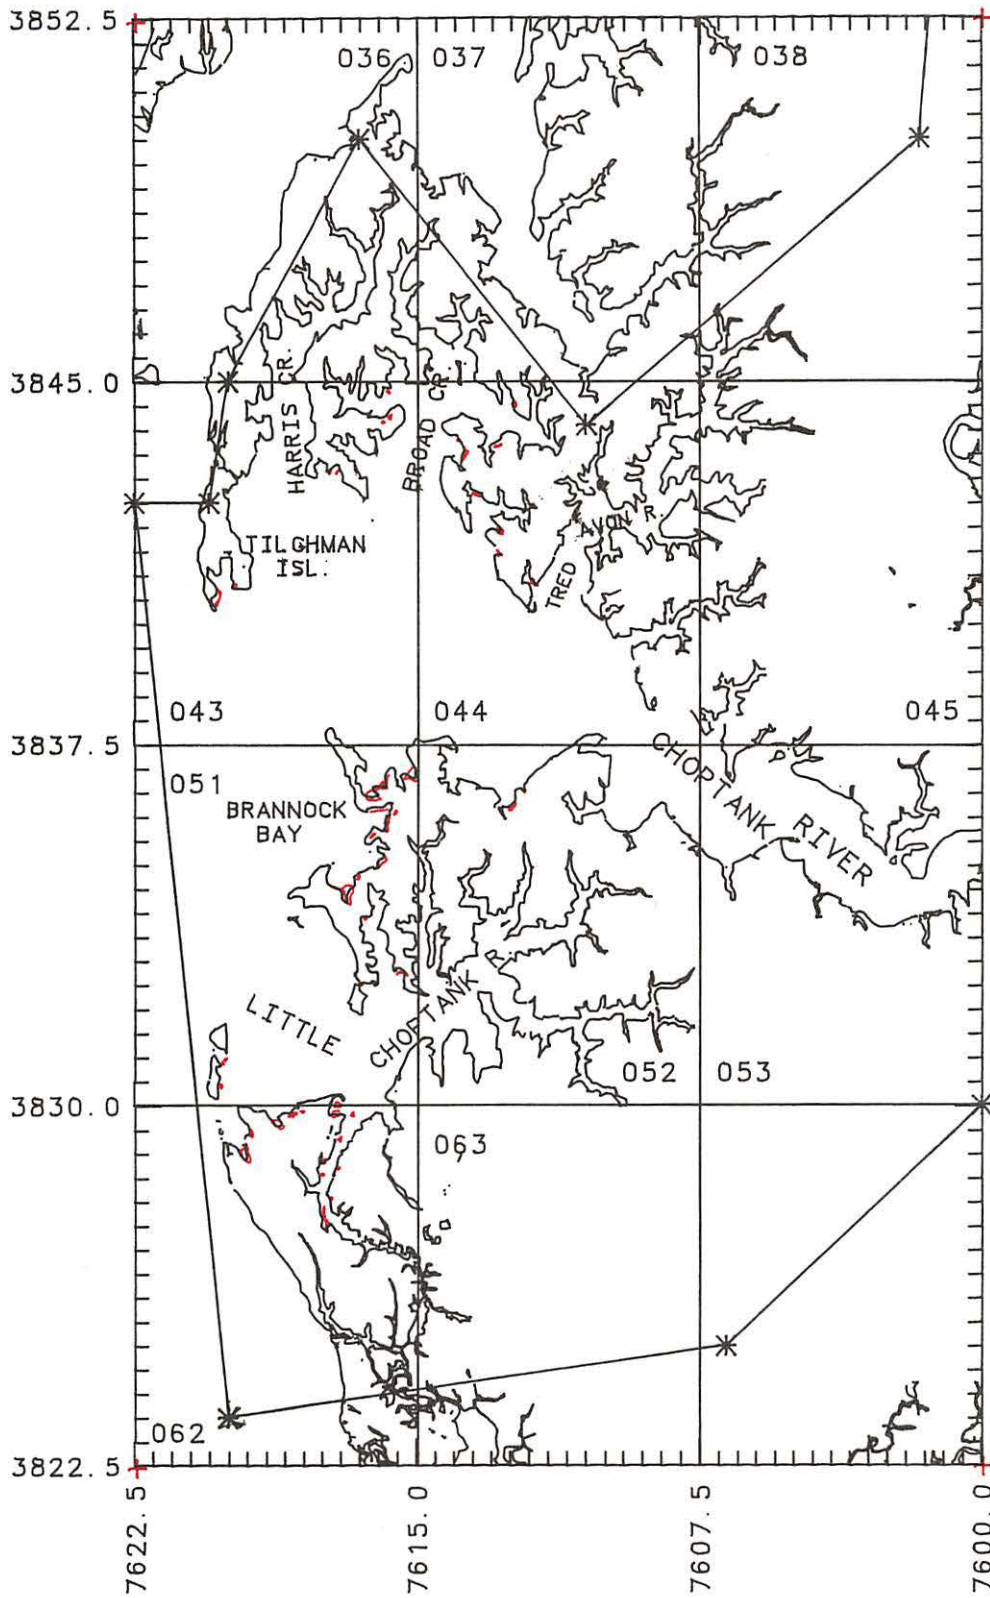 3852.5
036
037
038
3845.0
HARRIS CR.
BROAD CR.
TILGHMAN
ISL.
TRED
AVON R.
043
044
045
3837.5
051
BRANNOCK
BAY
CHOPTANK
RIVER
LITTLE
CHOPTANK R.
052
053
3830.0
063
062
3822.5
7622.5
7615.0
7607.5
7600.0